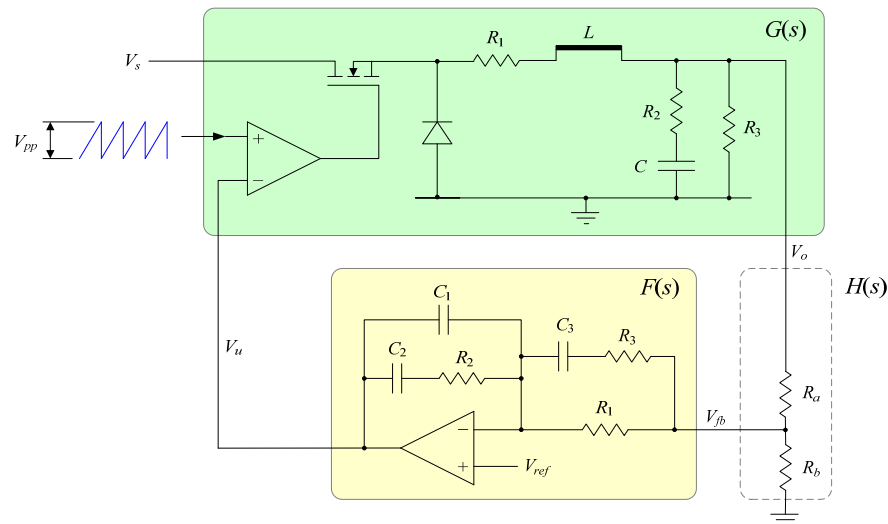 G(s)
V_s
R_1
L
V_pp
+
−
R_2
C
R_3
V_o
F(s)
H(s)
C_1
C_2
R_2
C_3
R_3
V_u
R_1
V_fb
−
+
V_ref
R_a
R_b